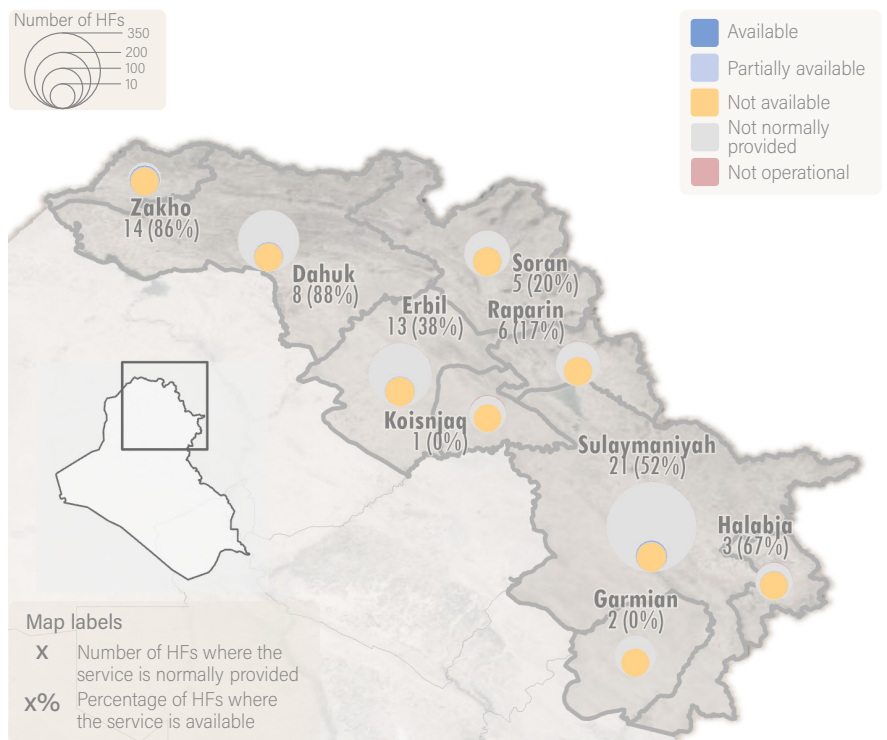 Number of HFs
350
200
100
10
Available
Partially available
Not available
Not normally
provided
Not operational
Zakho
14 (86%)
Dahuk
8 (88%)
Soran
5 (20%)
Erbil
13 (38%)
Raparin
6 (17%)
Koisnjaq
1 (0%)
Sulaymaniyah
21 (52%)
Halabja
3 (67%)
Garmian
2 (0%)
Map labels
x Number of HFs where the
service is normally provided
x% Percentage of HFs where
the service is available